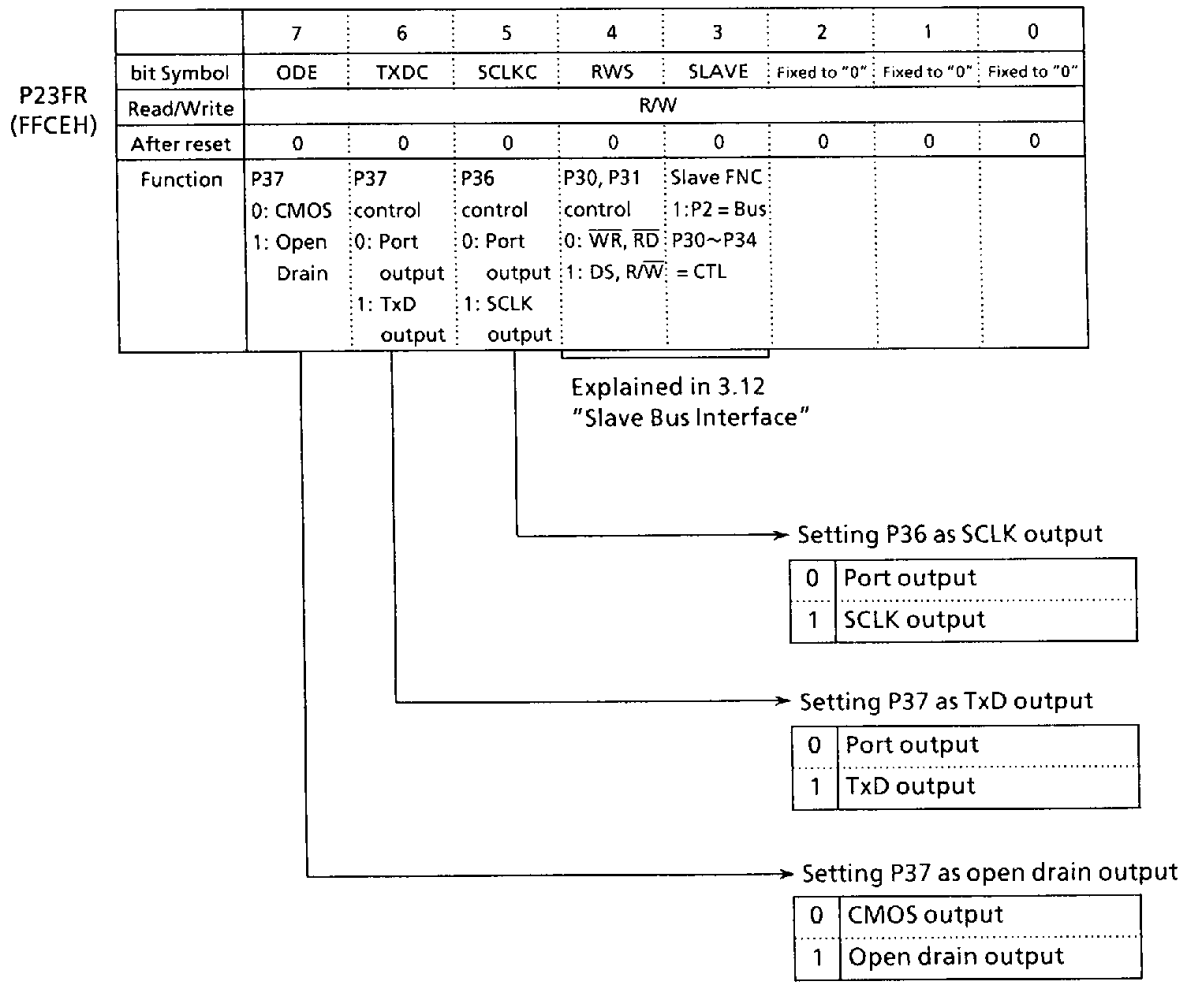 7 6 5 4 3 2 1 0
bit Symbol ODE TXDC SCLKC RWS SLAVE Fixed to "0" Fixed to "0" Fixed to "0"
P23FR
(FFCEH)
Read/Write R/W
After reset 0 0 0 0 0 0 0 0
Function P37 P37 P36 P30, P31 Slave FNC
0: CMOS control control control 1:P2 = Bus
1: Open 0: Port 0: Port 0: W̅R̅, R̅D̅ P30~P34
Drain output output 1: DS, R/W̅ = CTL
1: TxD 1: SCLK
output output
Explained in 3.12
"Slave Bus Interface"
Setting P36 as SCLK output
0 Port output
1 SCLK output
Setting P37 as TxD output
0 Port output
1 TxD output
Setting P37 as open drain output
0 CMOS output
1 Open drain output